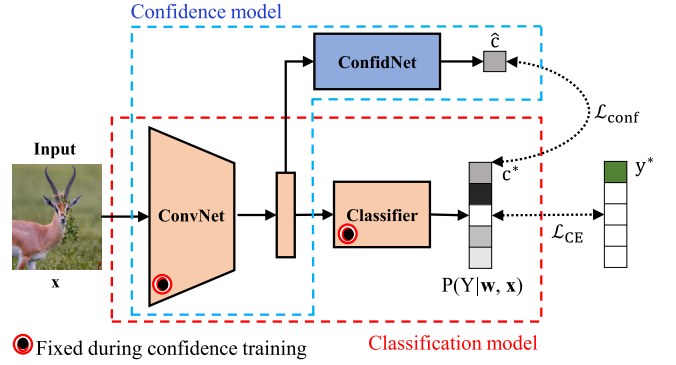 Confidence model
ConfidNet
ĉ
ℒconf
Input
ConvNet
Classifier
c*
y*
ℒCE
x
P(Y|w, x)
Fixed during confidence training
Classification model